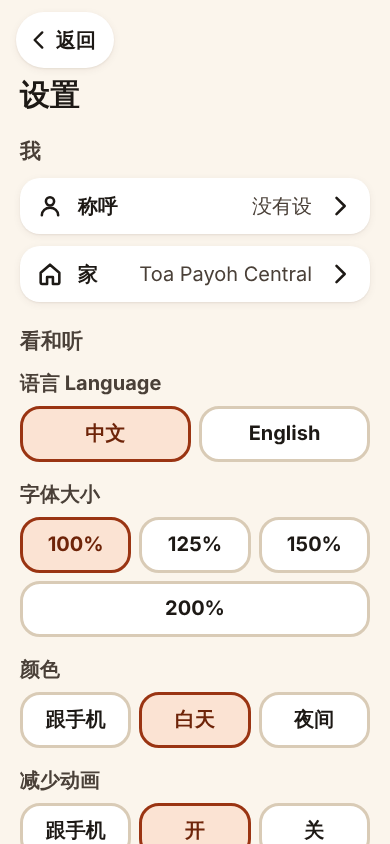 返回
设置
我
称呼 没有设
家 Toa Payoh Central
看和听
语言 Language
中文 English
字体大小
100% 125% 150%
200%
颜色
跟手机 白天 夜间
减少动画
跟手机 开 关